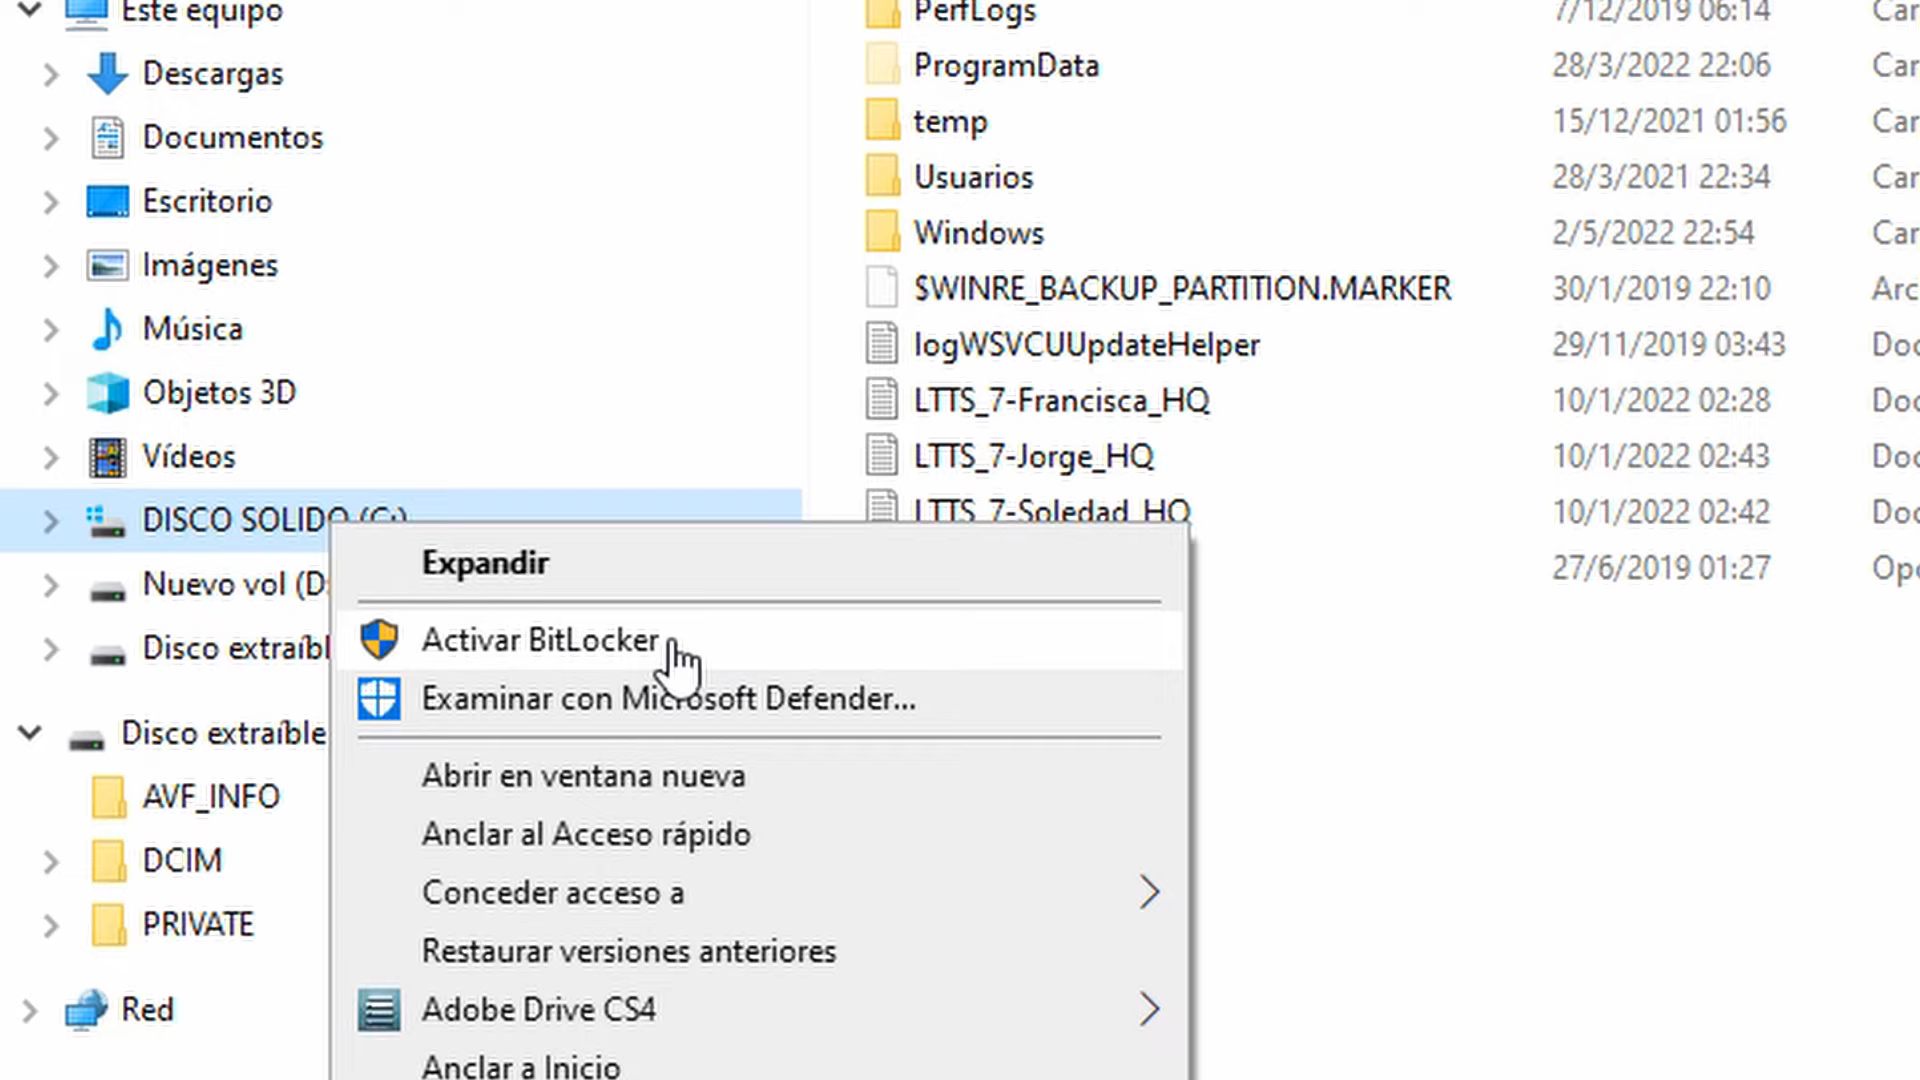 Este equipo
Descargas
Documentos
Escritorio
Imágenes
Música
Objetos 3D
Vídeos
DISCO SOLIDO (C:)
Nuevo vol (D:
Disco extraíbl
Disco extraíble
AVF_INFO
DCIM
PRIVATE
Red
PerfLogs 7/12/2019 06:14 Car
ProgramData 28/3/2022 22:06 Car
temp 15/12/2021 01:56 Car
Usuarios 28/3/2021 22:34 Car
Windows 2/5/2022 22:54 Car
$WINRE_BACKUP_PARTITION.MARKER 30/1/2019 22:10 Arc
logWSVCUUpdateHelper 29/11/2019 03:43 Doc
LTTS_7-Francisca_HQ 10/1/2022 02:28 Doc
LTTS_7-Jorge_HQ 10/1/2022 02:43 Doc
LTTS_7-Soledad_HQ 10/1/2022 02:42 Doc
27/6/2019 01:27 Opc
Expandir
Activar BitLocker
Examinar con Microsoft Defender...
Abrir en ventana nueva
Anclar al Acceso rápido
Conceder acceso a
Restaurar versiones anteriores
Adobe Drive CS4
Anclar a Inicio